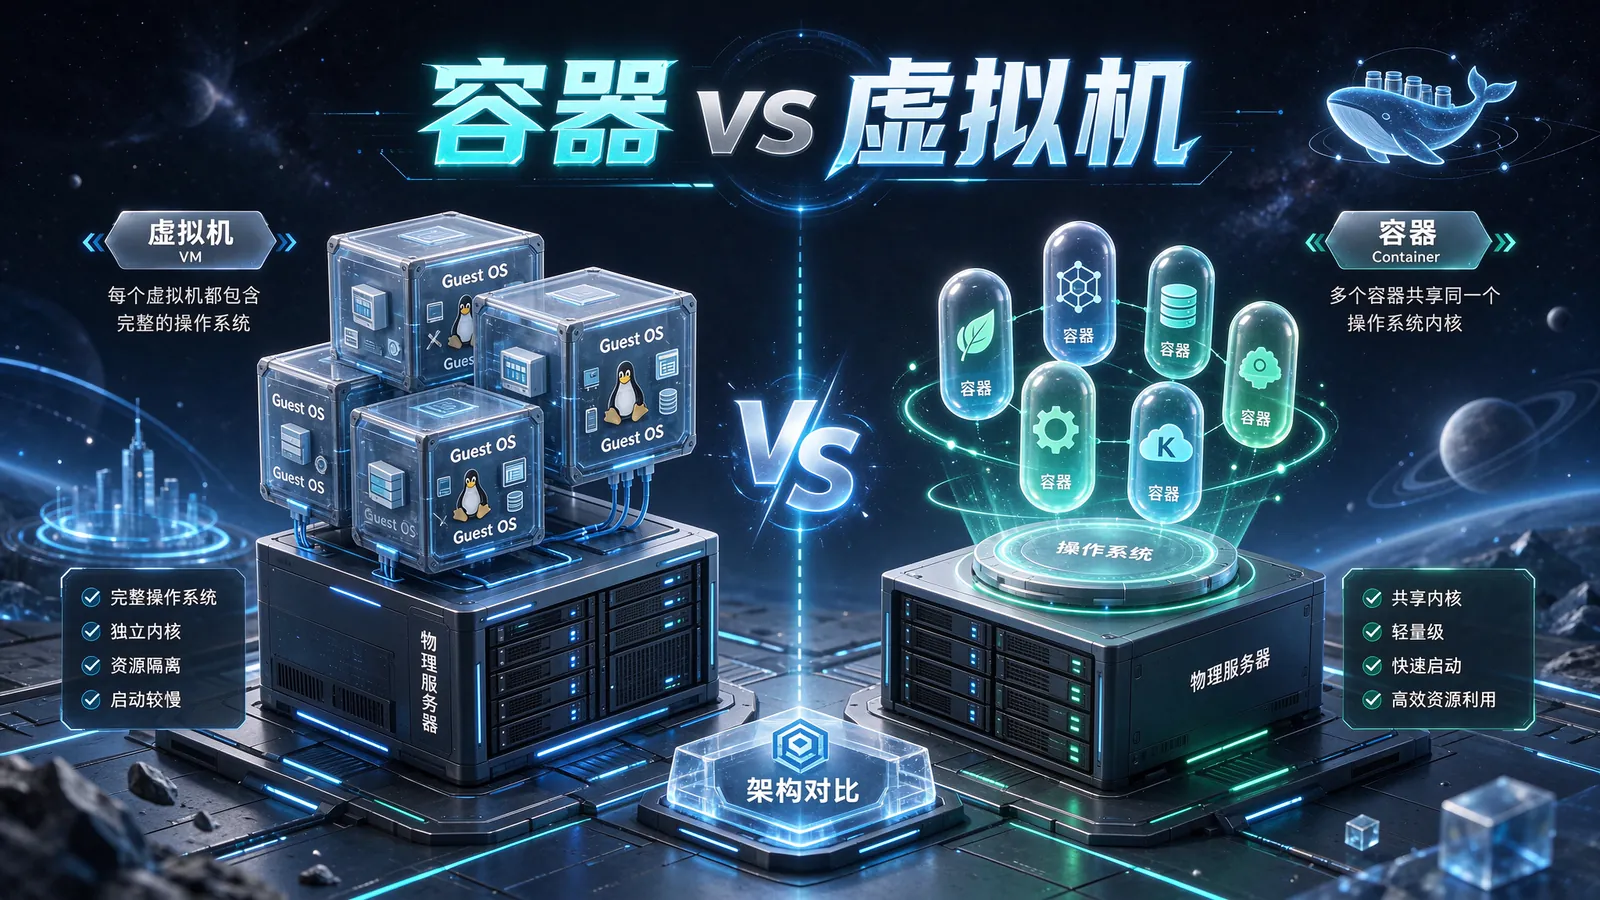 容器 VS 虚拟机
虚拟机
VM
每个虚拟机都包含
完整的操作系统
Guest OS
Guest OS
Guest OS
Guest OS
Guest OS
Guest OS
Guest OS
Guest OS
Guest OS
物理服务器
完整操作系统
独立内核
资源隔离
启动较慢
VS
架构对比
容器
Container
多个容器共享同一个
操作系统内核
容器
容器
容器
容器
容器
K
容器
操作系统
物理服务器
共享内核
轻量级
快速启动
高效资源利用